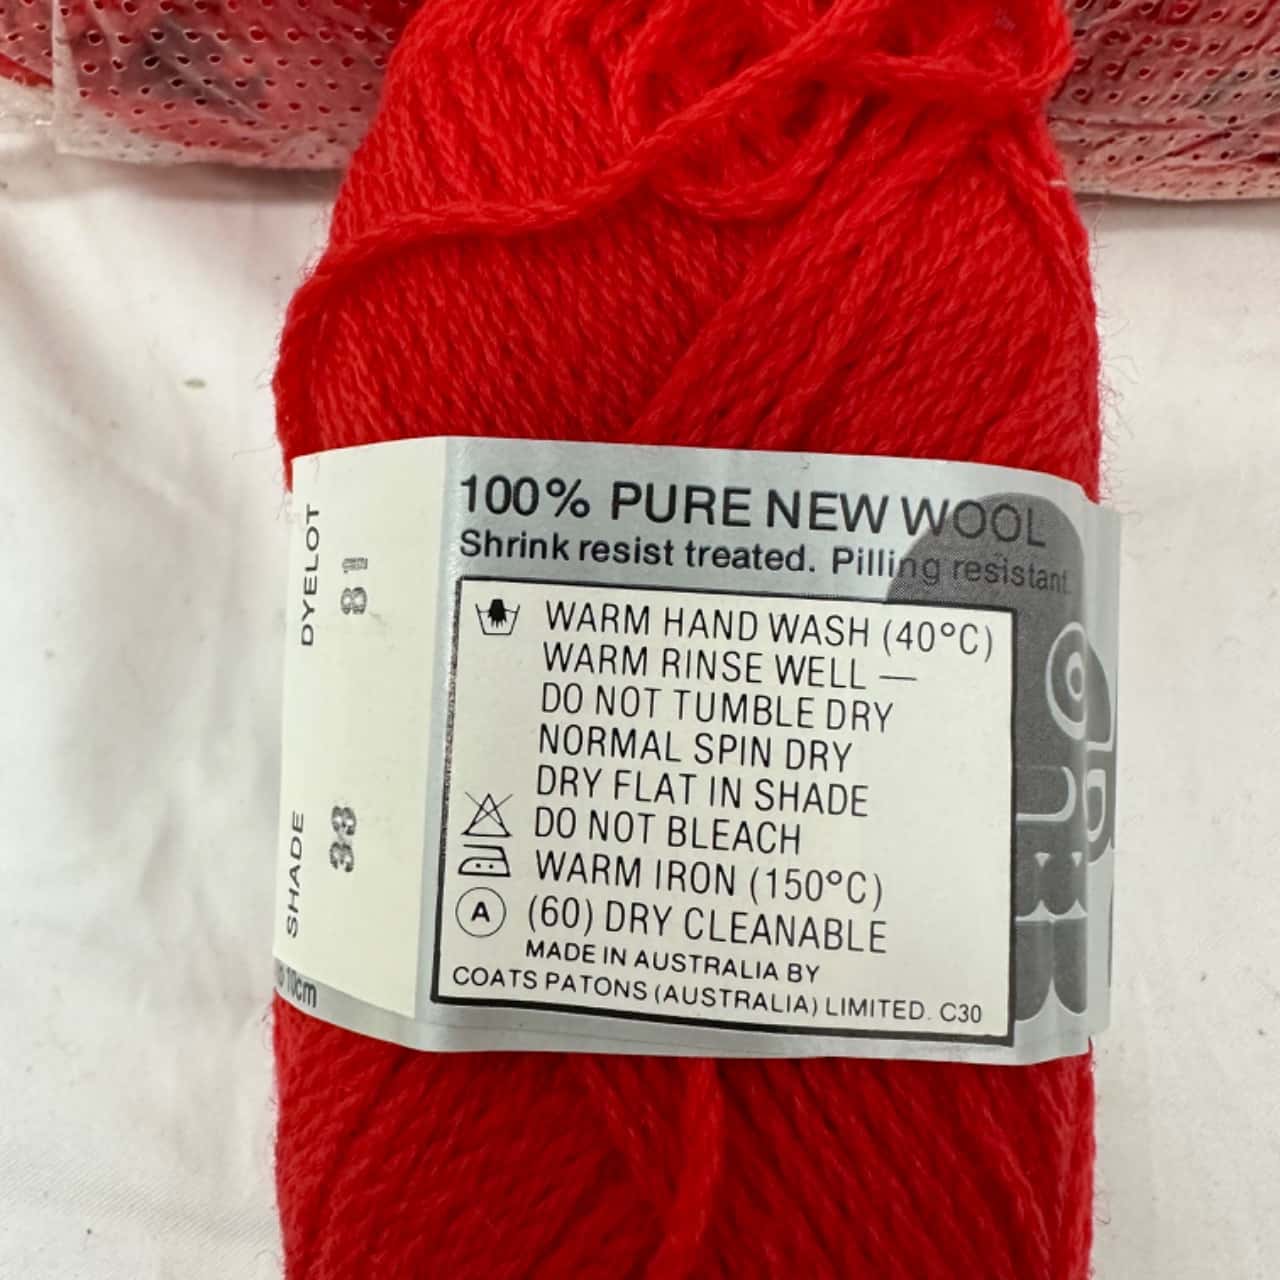 100% PURE NEW WOOL
Shrink resist treated. Pilling resistant.
WARM HAND WASH (40°C)
WARM RINSE WELL —
DO NOT TUMBLE DRY
NORMAL SPIN DRY
DRY FLAT IN SHADE
DO NOT BLEACH
WARM IRON (150°C)
A (60) DRY CLEANABLE
MADE IN AUSTRALIA BY
COATS PATONS (AUSTRALIA) LIMITED. C30
DYELOT
SHADE
10cm